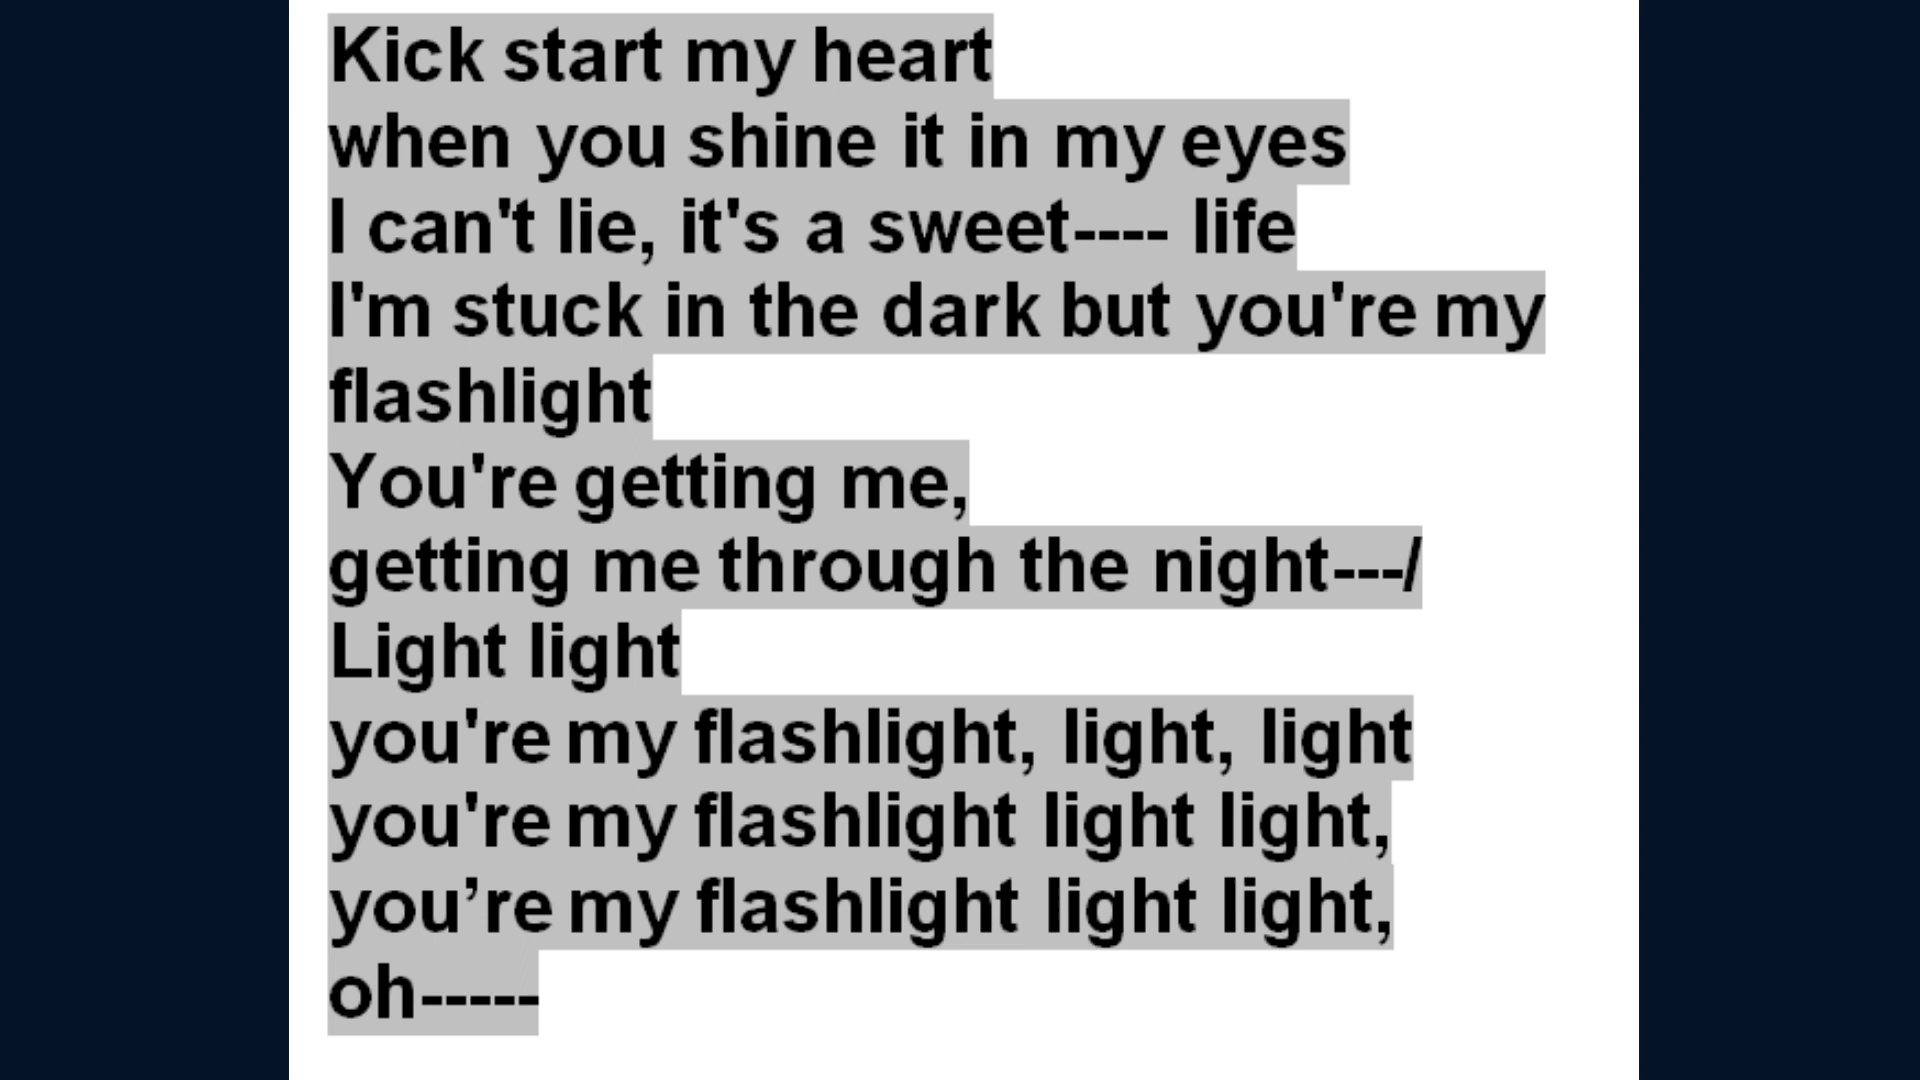 Kick start my heart
when you shine it in my eyes
I can't lie, it's a sweet---- life
I'm stuck in the dark but you're my
flashlight
You're getting me,
getting me through the night---/
Light light
you're my flashlight, light, light
you're my flashlight light light,
you’re my flashlight light light,
oh-----